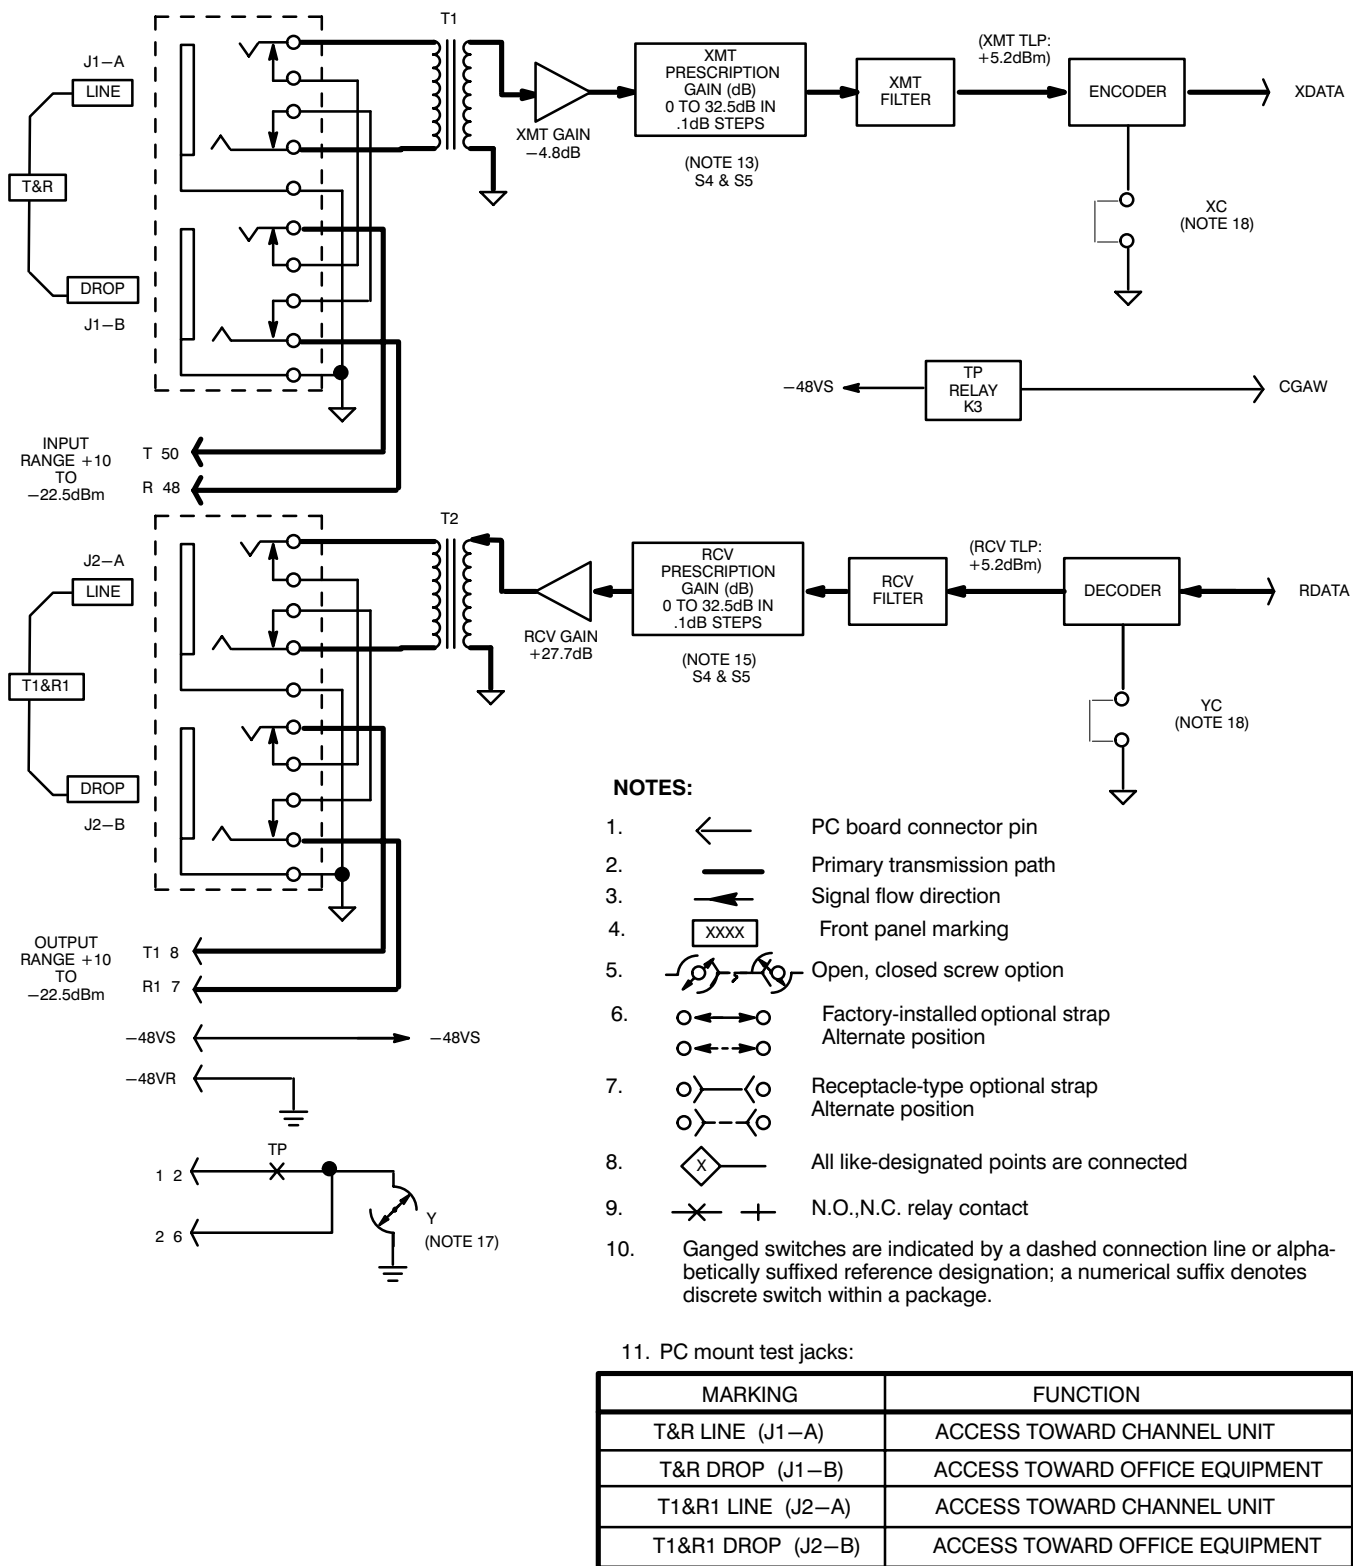 T1
J1—A
LINE
T&R
DROP
J1—B
XMT GAIN
—4.8dB
XMT
PRESCRIPTION
GAIN (dB)
0 TO 32.5dB IN
.1dB STEPS
(NOTE 13)
S4 & S5
XMT
FILTER
(XMT TLP:
+5.2dBm)
ENCODER
XDATA
XC
(NOTE 18)
—48VS
TP
RELAY
K3
CGAW
INPUT
RANGE +10
TO
—22.5dBm
T 50
R 48
T2
J2—A
LINE
T1&R1
DROP
J2—B
RCV GAIN
+27.7dB
RCV
PRESCRIPTION
GAIN (dB)
0 TO 32.5dB IN
.1dB STEPS
(NOTE 15)
S4 & S5
RCV
FILTER
(RCV TLP:
+5.2dBm)
DECODER
RDATA
YC
(NOTE 18)
OUTPUT
RANGE +10
TO
—22.5dBm
T1 8
R1 7
—48VS
—48VS
—48VR
TP
1 2
2 6
Y
(NOTE 17)
NOTES:
1. PC board connector pin
2. Primary transmission path
3. Signal flow direction
4. XXXX Front panel marking
5. Open, closed screw option
6. Factory-installed optional strap
Alternate position
7. Receptacle-type optional strap
Alternate position
8. X All like-designated points are connected
9. N.O.,N.C. relay contact
10. Ganged switches are indicated by a dashed connection line or alpha-
betically suffixed reference designation; a numerical suffix denotes
discrete switch within a package.
11. PC mount test jacks:
MARKING FUNCTION
T&R LINE (J1—A) ACCESS TOWARD CHANNEL UNIT
T&R DROP (J1—B) ACCESS TOWARD OFFICE EQUIPMENT
T1&R1 LINE (J2—A) ACCESS TOWARD CHANNEL UNIT
T1&R1 DROP (J2—B) ACCESS TOWARD OFFICE EQUIPMENT